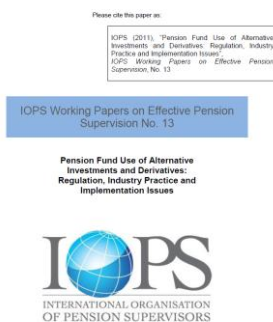 Please cite this paper as:
IOPS (2011), "Pension Fund Use of Alternative
Investments and Derivatives: Regulation, Industry
Practice and Implementation Issues",
IOPS Working Papers on Effective Pension
Supervision, No. 13
IOPS Working Papers on Effective Pension
Supervision No. 13
Pension Fund Use of Alternative
Investments and Derivatives:
Regulation, Industry Practice and
Implementation Issues
IOPS
INTERNATIONAL ORGANISATION
OF PENSION SUPERVISORS